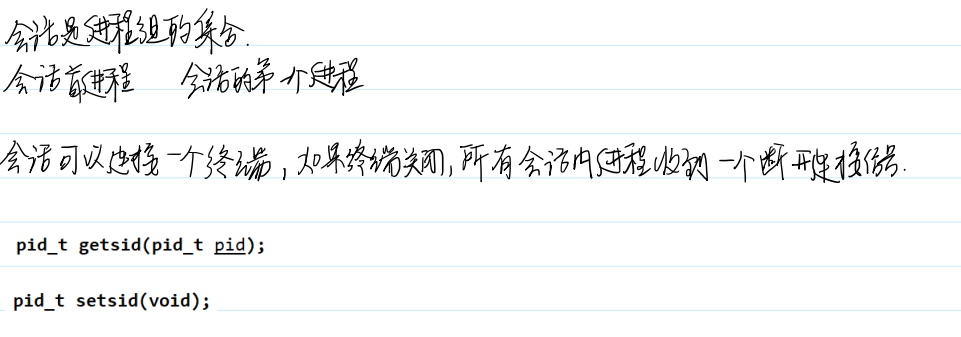 会话是进程组的集合.
会话首进程 会话的第一个进程
会话可以连接一个终端,如果终端关闭,所有会话内进程收到一个断开连接信号.
pid_t getsid(pid_t pid);
pid_t setsid(void);